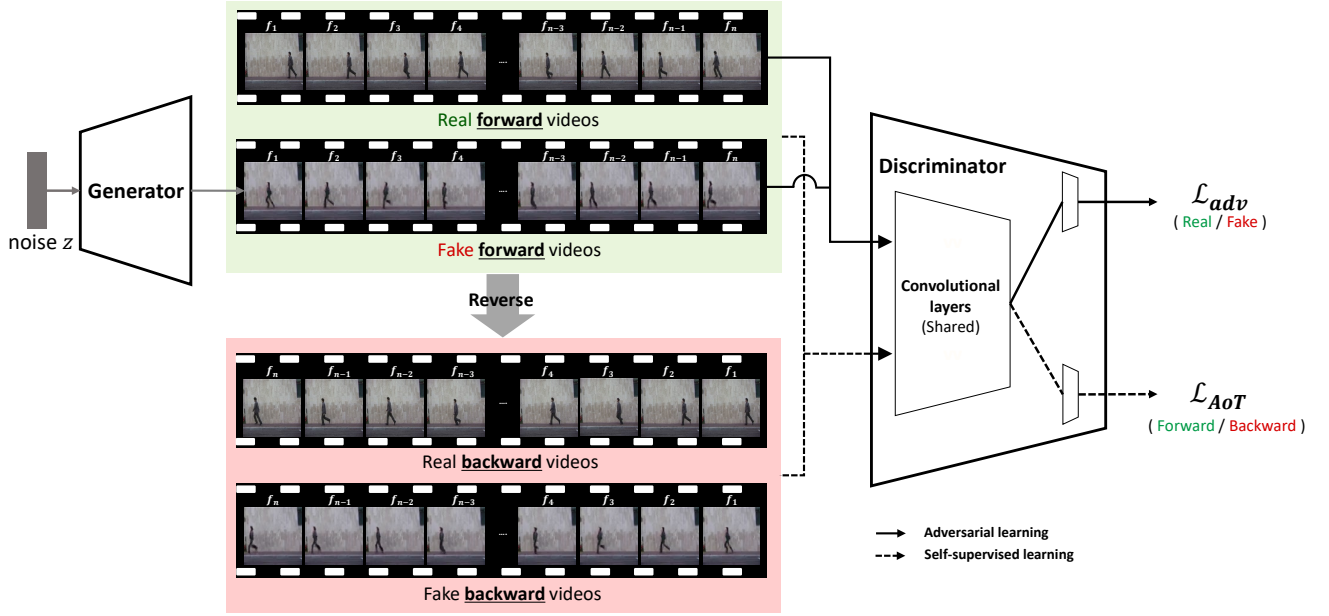 f₁ f₂ f₃ f₄ fₙ₋₃ fₙ₋₂ fₙ₋₁ fₙ
....
Real forward videos
f₁ f₂ f₃ f₄ fₙ₋₃ fₙ₋₂ fₙ₋₁ fₙ
....
Fake forward videos
noise z
Generator
Reverse
fₙ fₙ₋₁ fₙ₋₂ fₙ₋₃ f₄ f₃ f₂ f₁
....
Real backward videos
fₙ fₙ₋₁ fₙ₋₂ fₙ₋₃ f₄ f₃ f₂ f₁
....
Fake backward videos
Discriminator
Convolutional
layers
(Shared)
ℒadv
( Real / Fake )
ℒAoT
( Forward / Backward )
Adversarial learning
Self-supervised learning